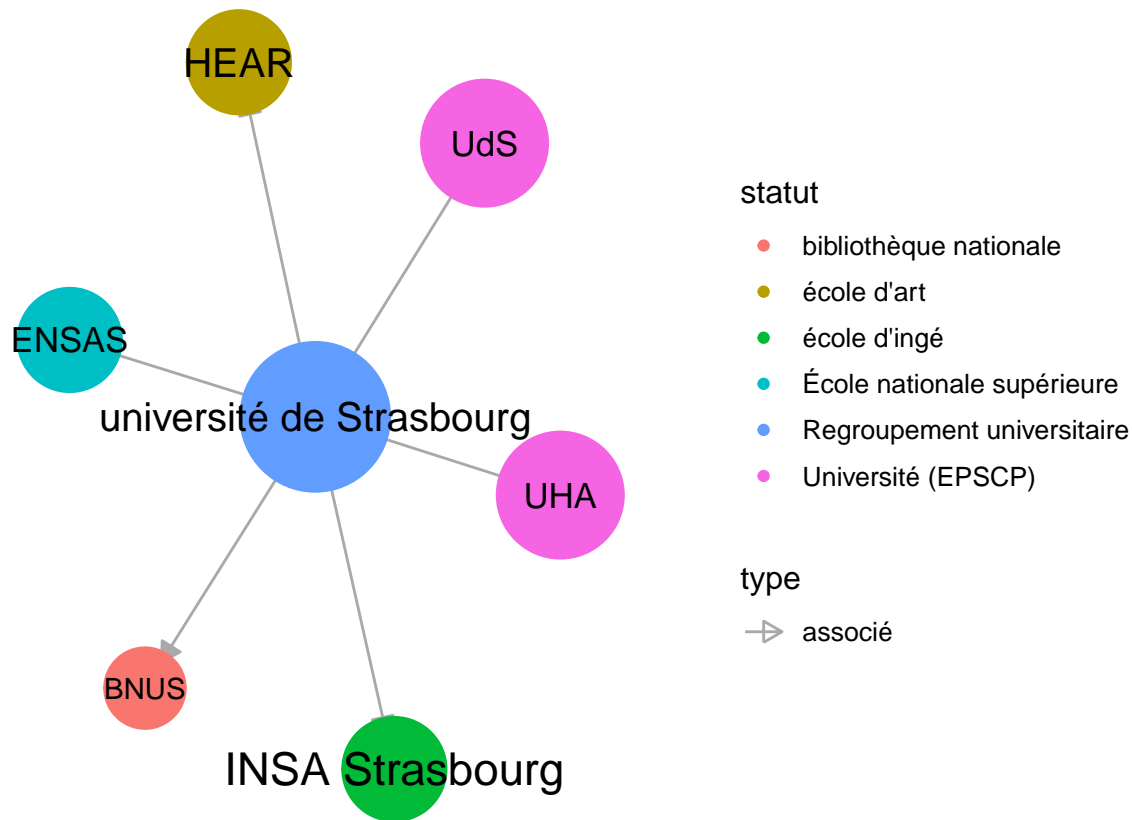 HEAR
UdS
ENSAS
université de Strasbourg
UHA
BNUS
INSA Strasbourg
statut
bibliothèque nationale
école d'art
école d'ingé
École nationale supérieure
Regroupement universitaire
Université (EPSCP)
type
associé